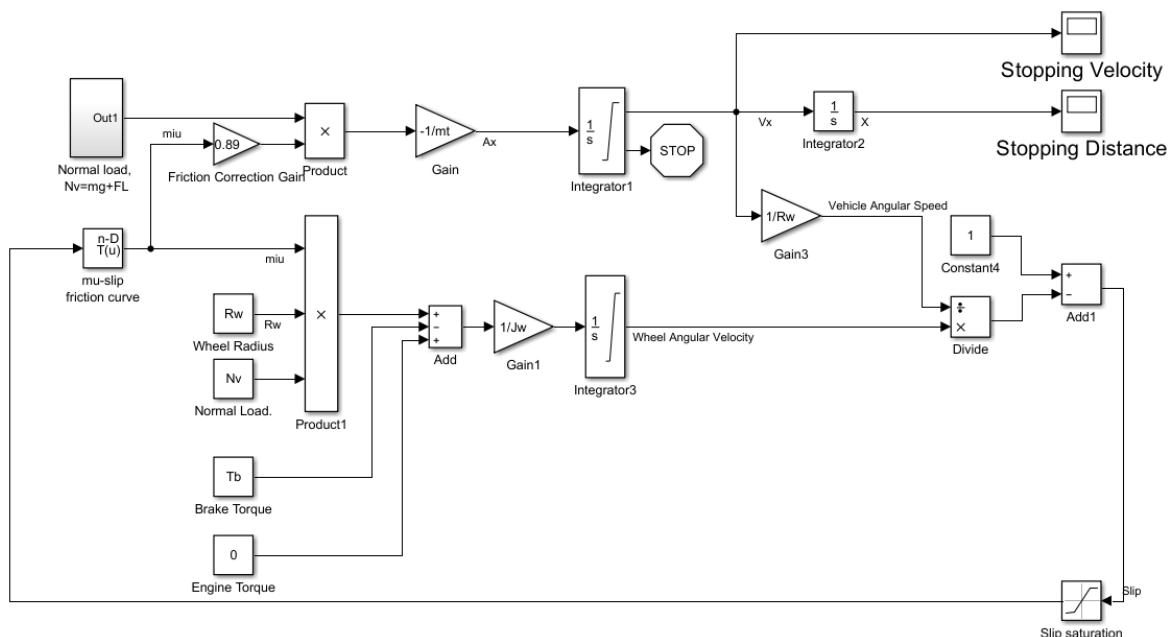 Stopping Velocity
Out1
miu
Normal load,
Nv=mg+FL
0.89
Friction Correction Gain
×
Product
-1/mt
Gain
Ax
1
s
Integrator1
STOP
Vx
1
s
Integrator2
X
Stopping Distance
1/Rw
Gain3
Vehicle Angular Speed
1
Constant4
+
−
Add1
n-D
T(u)
mu-slip
friction curve
miu
Rw
Wheel Radius
Rw
Nv
Normal Load.
×
Product1
+
−
+
Add
1/Jw
Gain1
1
s
Integrator3
Wheel Angular Velocity
÷
×
Divide
Tb
Brake Torque
0
Engine Torque
Slip
Slip saturation